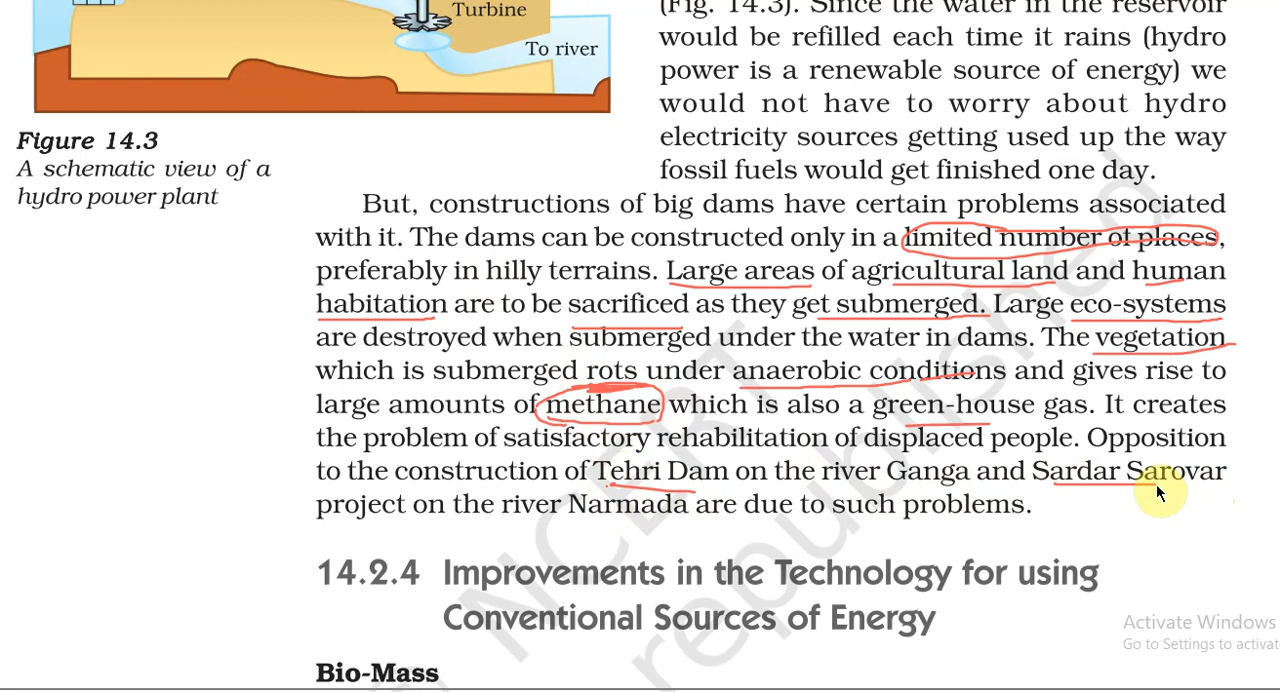 Turbine
To river
Figure 14.3
A schematic view of a
hydro power plant
(Fig. 14.3). Since the water in the reservoir
would be refilled each time it rains (hydro
power is a renewable source of energy) we
would not have to worry about hydro
electricity sources getting used up the way
fossil fuels would get finished one day.
But, constructions of big dams have certain problems associated
with it. The dams can be constructed only in a limited number of places,
preferably in hilly terrains. Large areas of agricultural land and human
habitation are to be sacrificed as they get submerged. Large eco-systems
are destroyed when submerged under the water in dams. The vegetation
which is submerged rots under anaerobic conditions and gives rise to
large amounts of methane which is also a green-house gas. It creates
the problem of satisfactory rehabilitation of displaced people. Opposition
to the construction of Tehri Dam on the river Ganga and Sardar Sarovar
project on the river Narmada are due to such problems.
14.2.4 Improvements in the Technology for using
Conventional Sources of Energy
Bio-Mass
NCERT
republished
Activate Windows
Go to Settings to activat